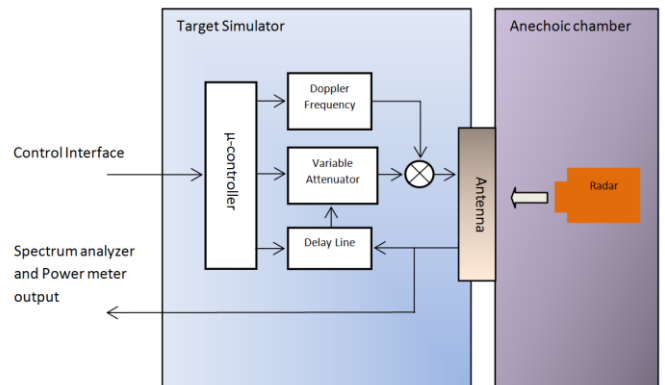 Target Simulator
Anechoic chamber
Doppler
Frequency
μ-controller
Control Interface
Variable
Attenuator
Antenna
Radar
Delay Line
Spectrum analyzer
and Power meter
output